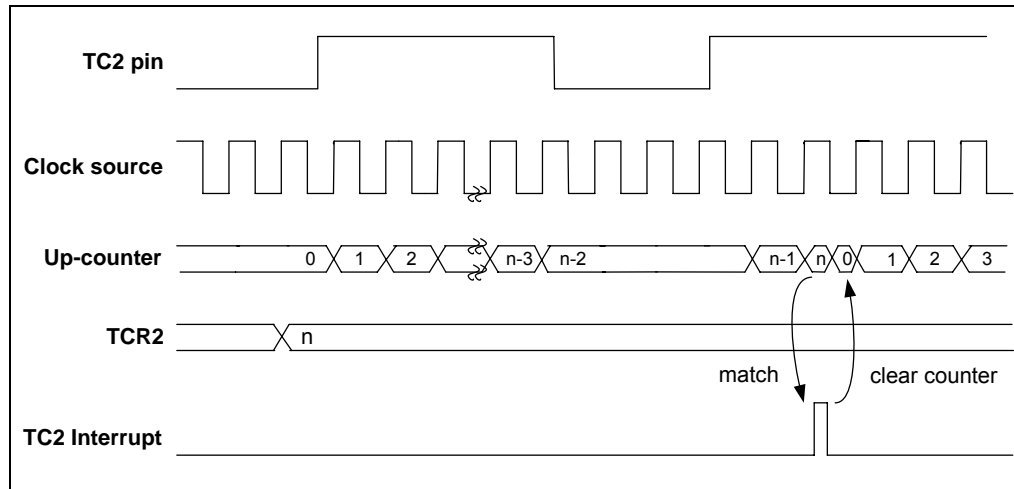 TC2 pin
Clock source
Up-counter 0 1 2 n-3 n-2 n-1 n 0 1 2 3
TCR2 n
match clear counter
TC2 Interrupt